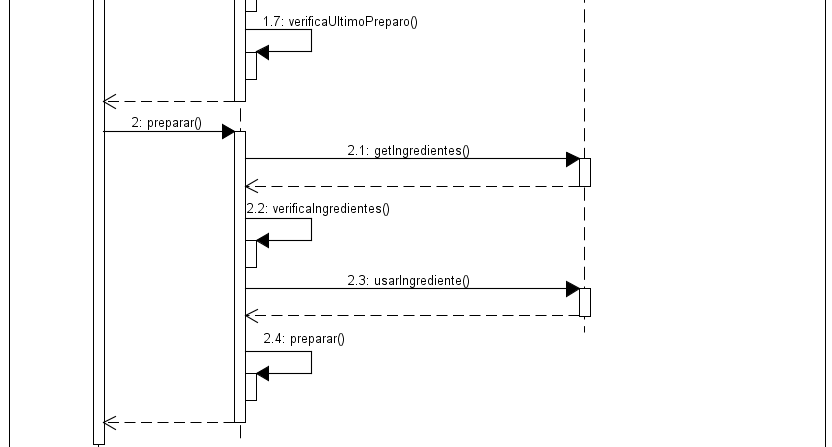 1.7: verificaUltimoPreparo()
2: preparar()
2.1: getIngredientes()
2.2: verificaIngredientes()
2.3: usarIngrediente()
2.4: preparar()